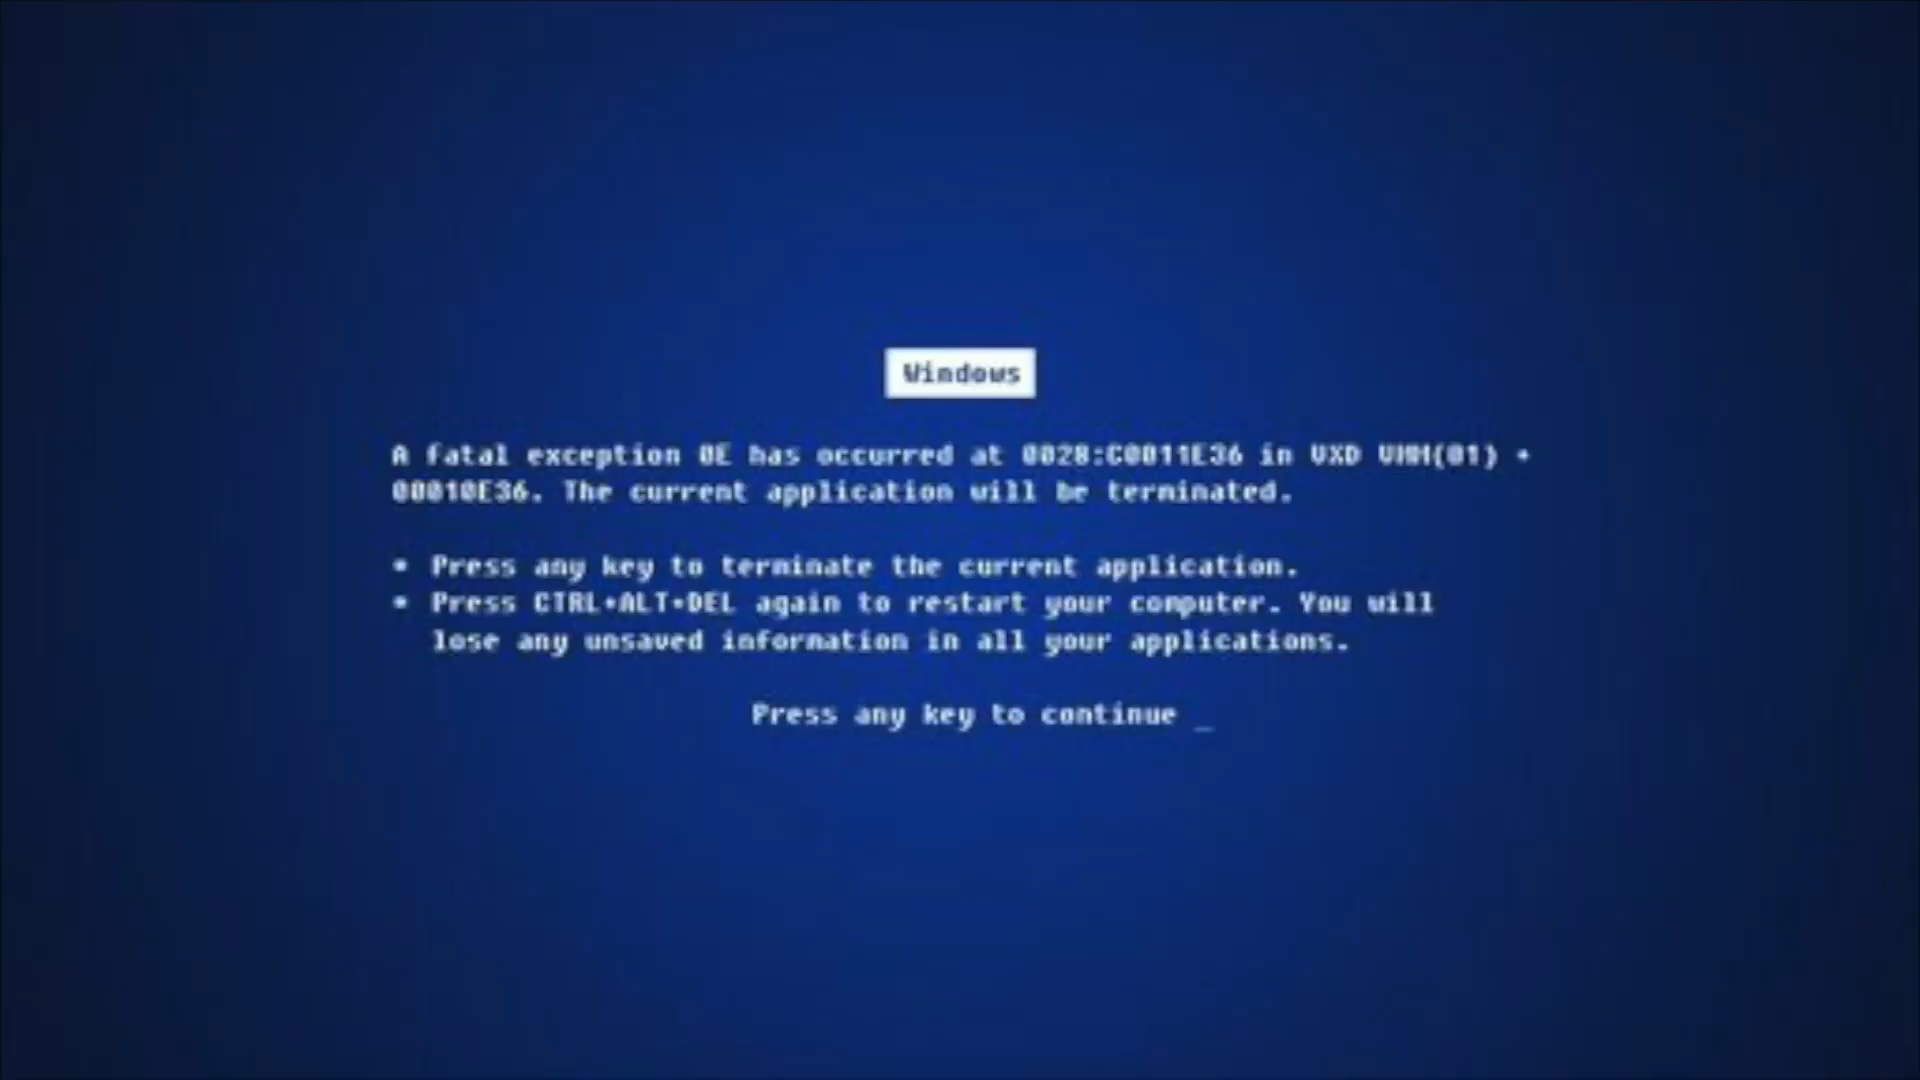 Windows
A fatal exception 0E has occurred at 0028:C0011E36 in VXD VMM(01) +
00010E36. The current application will be terminated.
* Press any key to terminate the current application.
* Press CTRL+ALT+DEL again to restart your computer. You will
lose any unsaved information in all your applications.
Press any key to continue _